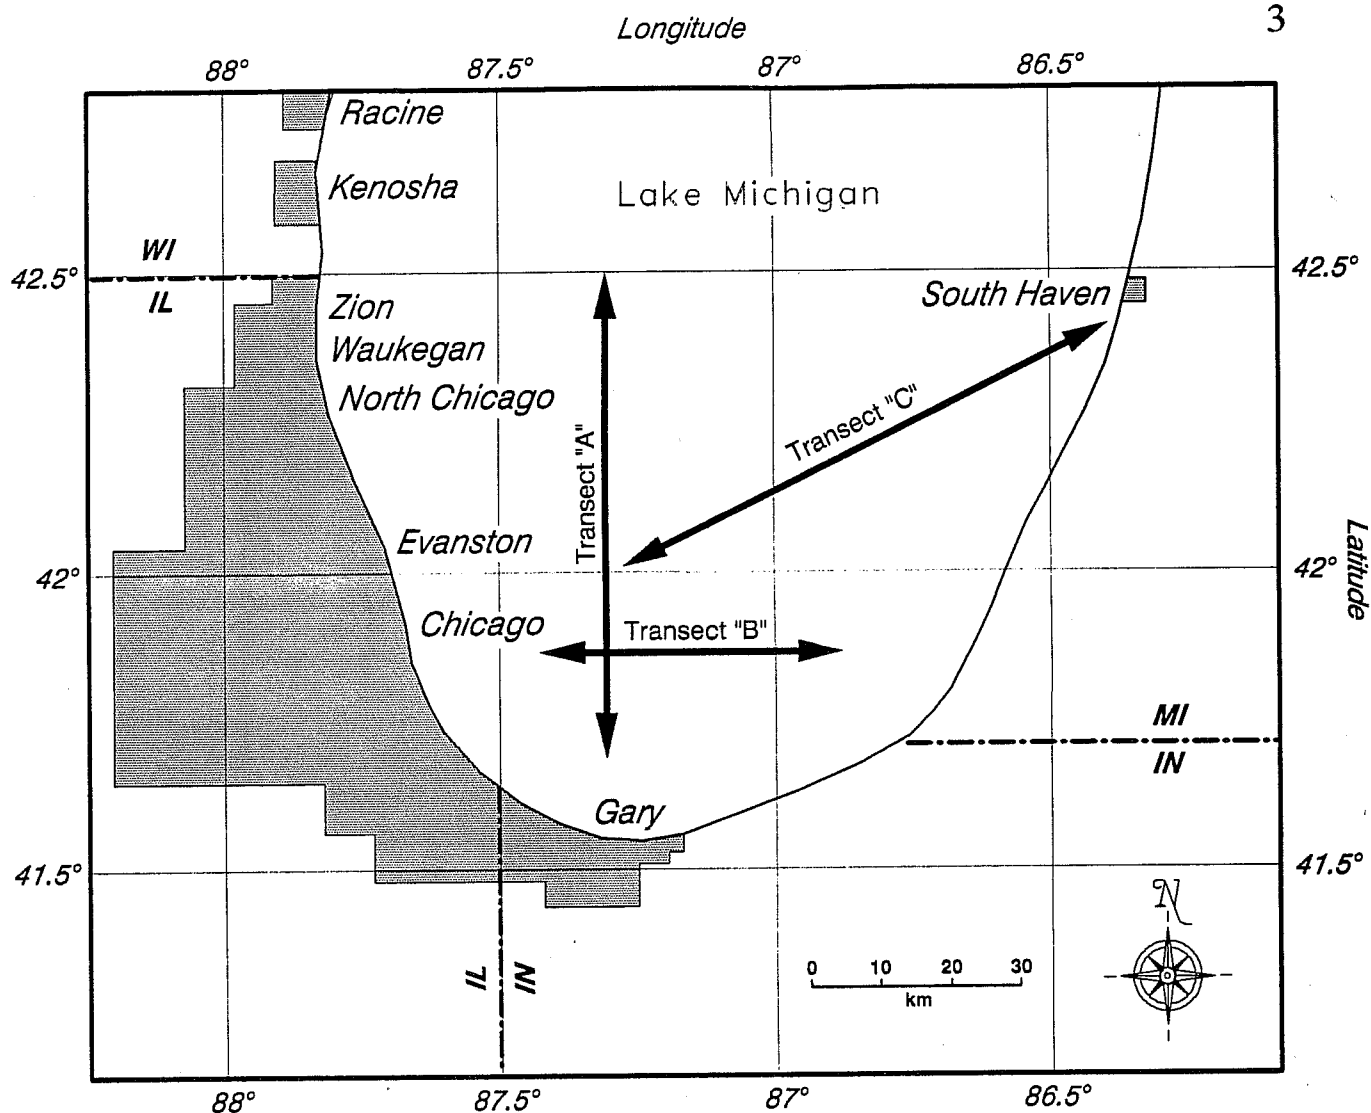 3
Longitude
88° 87.5° 87° 86.5°
Racine
Kenosha
Lake Michigan
WI
42.5° 42.5°
IL
South Haven
Zion
Waukegan
North Chicago
Transect "A"
Transect "C"
Evanston
42° 42°
Latitude
Chicago
Transect "B"
MI
IN
Gary
41.5° 41.5°
N
IL IN
0 10 20 30
km
88° 87.5° 87° 86.5°